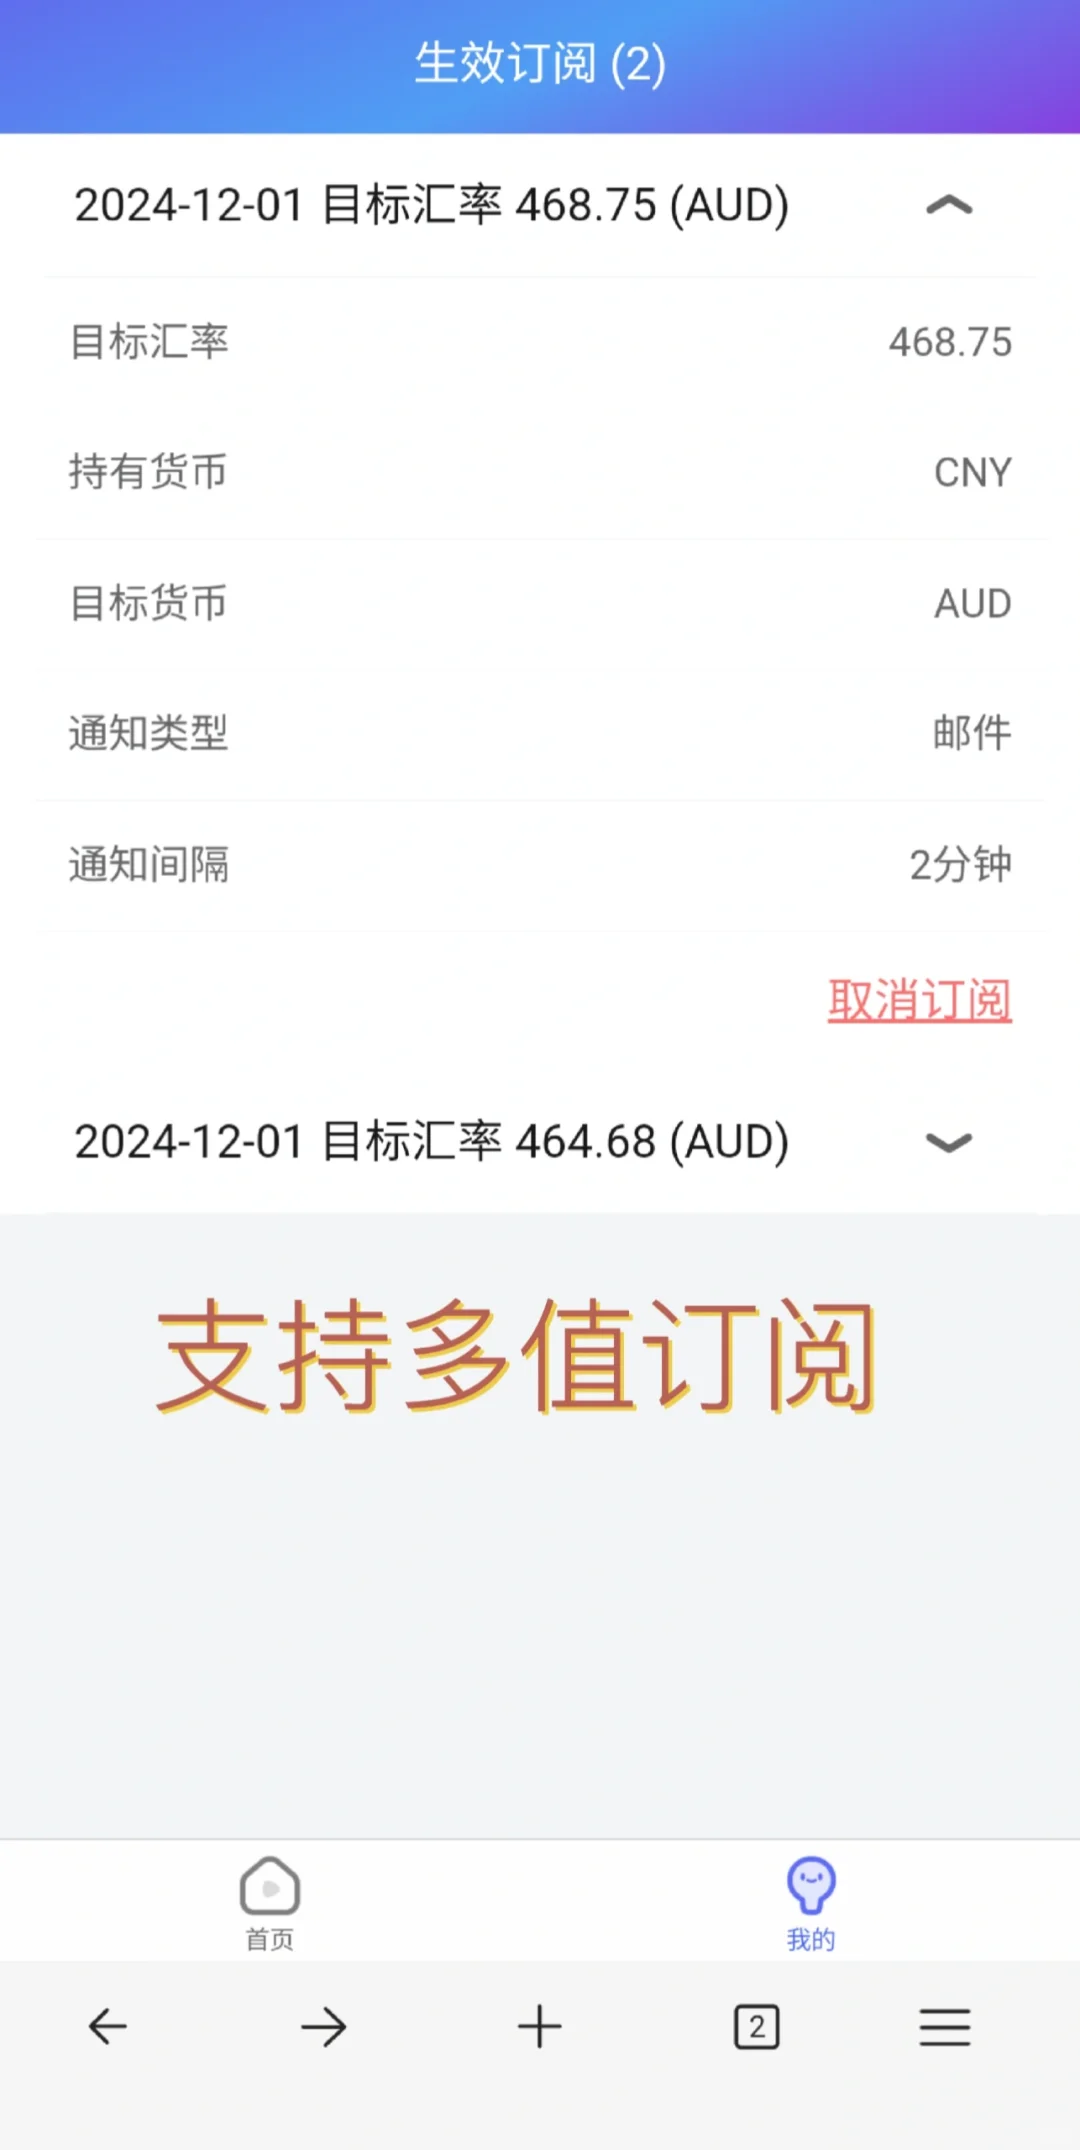 生效订阅 (2)
2024-12-01 目标汇率 468.75 (AUD)
目标汇率 468.75
持有货币 CNY
目标货币 AUD
通知类型 邮件
通知间隔 2分钟
取消订阅
2024-12-01 目标汇率 464.68 (AUD)
支持多值订阅
首页 我的
2